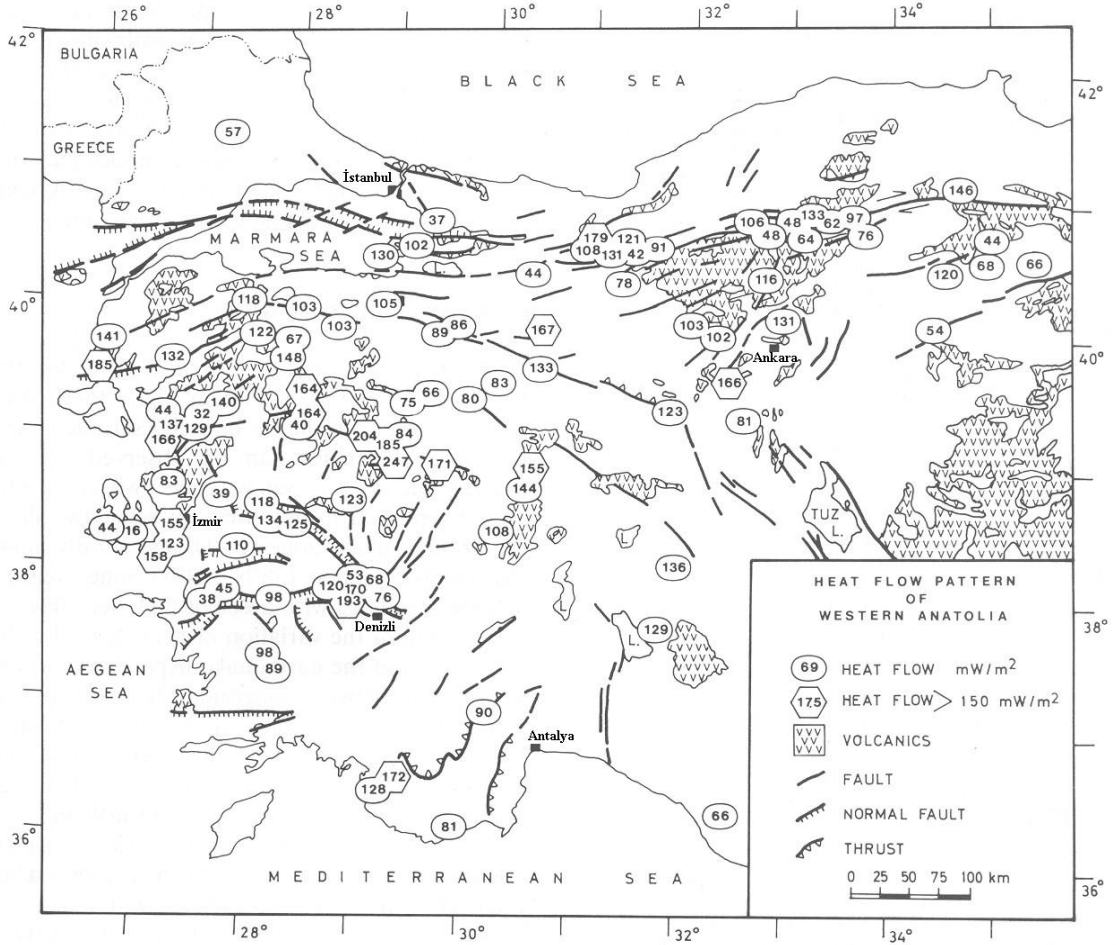 26° 28° 30° 32° 34°
42°
BULGARIA
BLACK SEA
42°
57
GREECE
İstanbul
146
37
106 48 133 62 97
179 121
48 64 76
44
MARMARA
SEA
102
108 131 42 91
130
68 66
44
120
78
116
40°
118
103
105
131
141
122
103
86
89
167
103
102
54
67
40°
185
132
148
133
Ankara
166
164
83
66
75
80
123
44
140
32
164
81
137
129
40
204
84
166
185
247
171
155
83
144
39
118
123
TUZ
L.
44
16
155
İzmir
134
125
108
123
158
110
L
136
38°
53
68
120
170
45
38
98
193
76
HEAT FLOW PATTERN
OF
WESTERN ANATOLIA
Denizli
L
38°
L.
129
98
89
AEGEAN
SEA
69 HEAT FLOW mW/m²
175 HEAT FLOW > 150 mW/m²
90
Antalya
VOLCANICS
172
128
FAULT
81
66
NORMAL FAULT
36°
THRUST
MEDITERRANEAN SEA
0 25 50 75 100 km
36°
26° 28° 30° 32° 34°